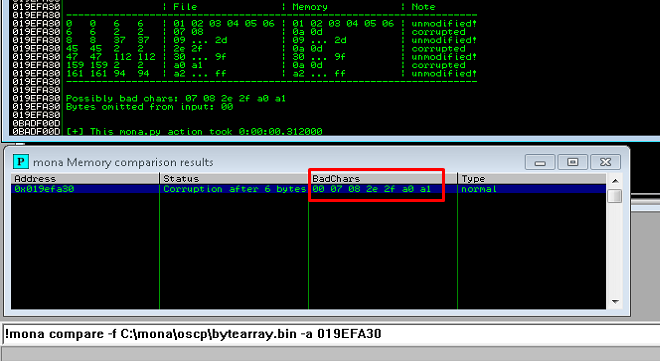 019EFA30 | File | Memory | Note
019EFA30 ---
019EFA30 0 0 6 6 | 01 02 03 04 05 06 | 01 02 03 04 05 06 | unmodified!
019EFA30 6 6 2 2 | 07 08 | 0a 0d | corrupted
019EFA30 8 8 37 37 | 09 ... 2d | 09 ... 2d | unmodified!
019EFA30 45 45 2 2 | 2e 2f | 0a 0d | corrupted
019EFA30 47 47 112 112 | 30 ... 9f | 30 ... 9f | unmodified!
019EFA30 159 159 2 2 | a0 a1 | 0a 0d | corrupted
019EFA30 161 161 94 94 | a2 ... ff | a2 ... ff | unmodified!
019EFA30 ---
019EFA30
019EFA30 Possibly bad chars: 07 08 2e 2f a0 a1
019EFA30 Bytes omitted from input: 00
0BADF00D
0BADF00D [+] This mona.py action took 0:00:00.312000
P mona Memory comparison results
Address Status BadChars Type
0x019efa30 Corruption after 6 bytes 00 07 08 2e 2f a0 a1 normal
!mona compare -f C:\mona\oscp\bytearray.bin -a 019EFA30